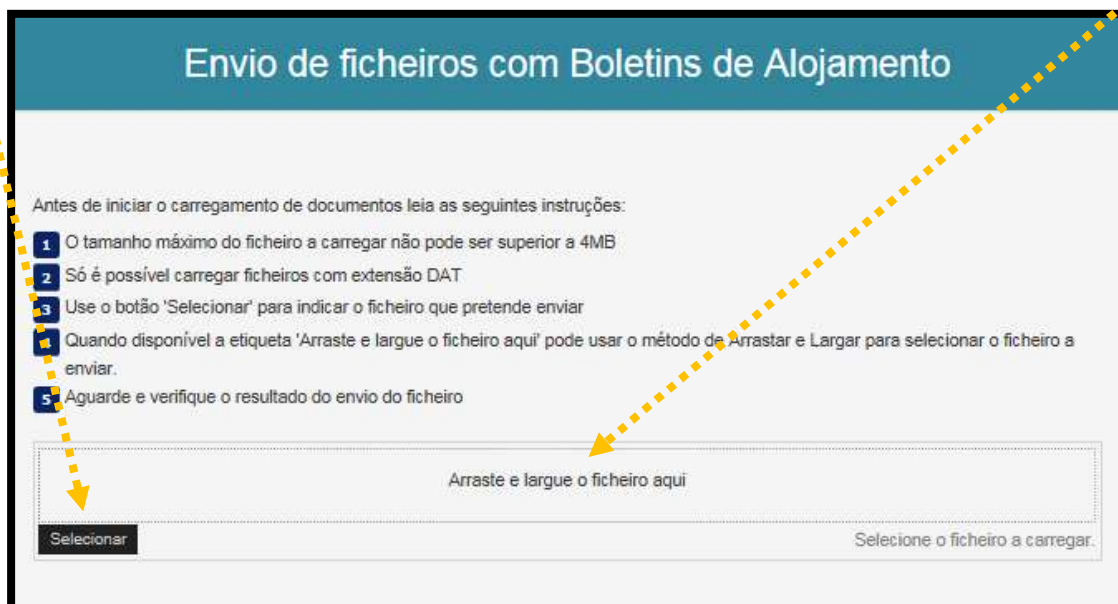 Envio de ficheiros com Boletins de Alojamento
Antes de iniciar o carregamento de documentos leia as seguintes instruções:
1 O tamanho máximo do ficheiro a carregar não pode ser superior a 4MB
2 Só é possível carregar ficheiros com extensão DAT
3 Use o botão 'Selecionar' para indicar o ficheiro que pretende enviar
Quando disponível a etiqueta 'Arraste e largue o ficheiro aqui' pode usar o método de Arrastar e Largar para selecionar o ficheiro a
enviar.
5 Aguarde e verifique o resultado do envio do ficheiro
Arraste e largue o ficheiro aqui
Selecionar
Selecione o ficheiro a carregar.